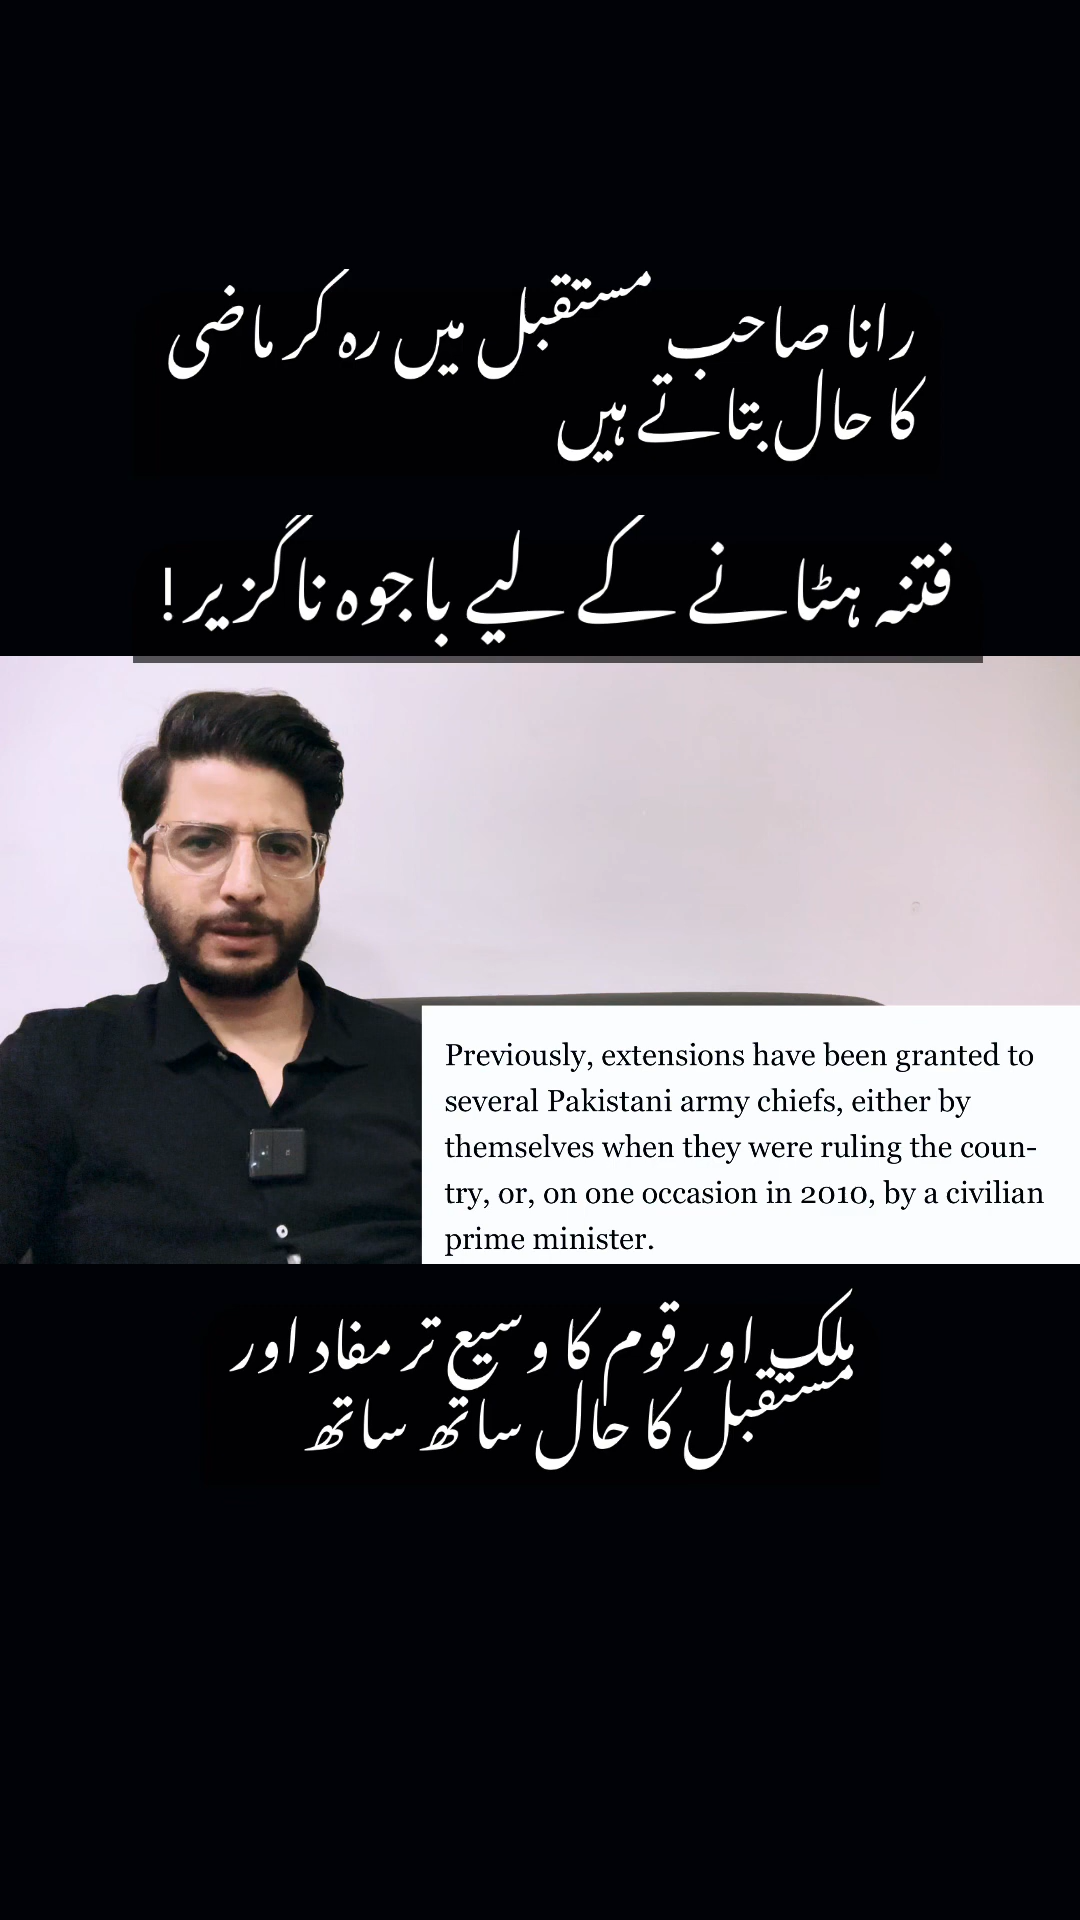 رانا صاحب مستقبل میں رہ کر ماضی
کا حال بتاتے ہیں
فتنہ ہٹانے کے لیے باجوہ ناگزیر!
Previously, extensions have been granted to
several Pakistani army chiefs, either by
themselves when they were ruling the coun-
try, or, on one occasion in 2010, by a civilian
prime minister.
ملک اور قوم کا وسیع تر مفاد اور
مستقبل کا حال ساتھ ساتھ